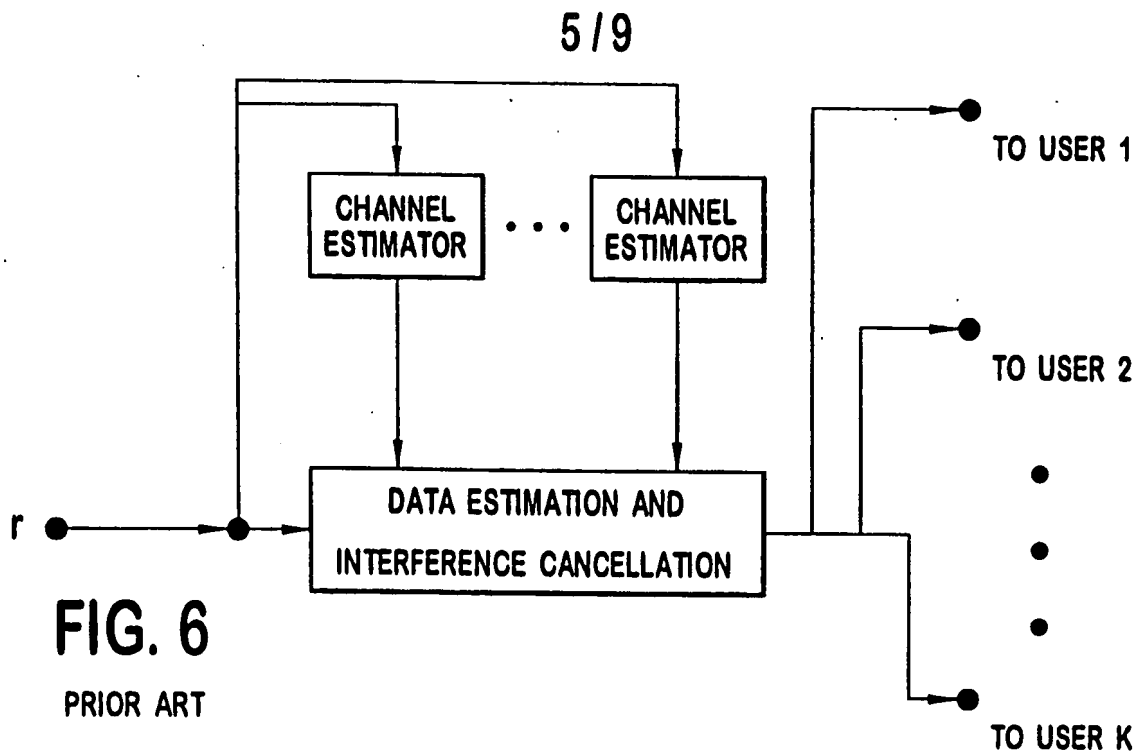 5/9
CHANNEL
ESTIMATOR
CHANNEL
ESTIMATOR
TO USER 1
TO USER 2
r
DATA ESTIMATION AND
INTERFERENCE CANCELLATION
FIG. 6
PRIOR ART
TO USER K